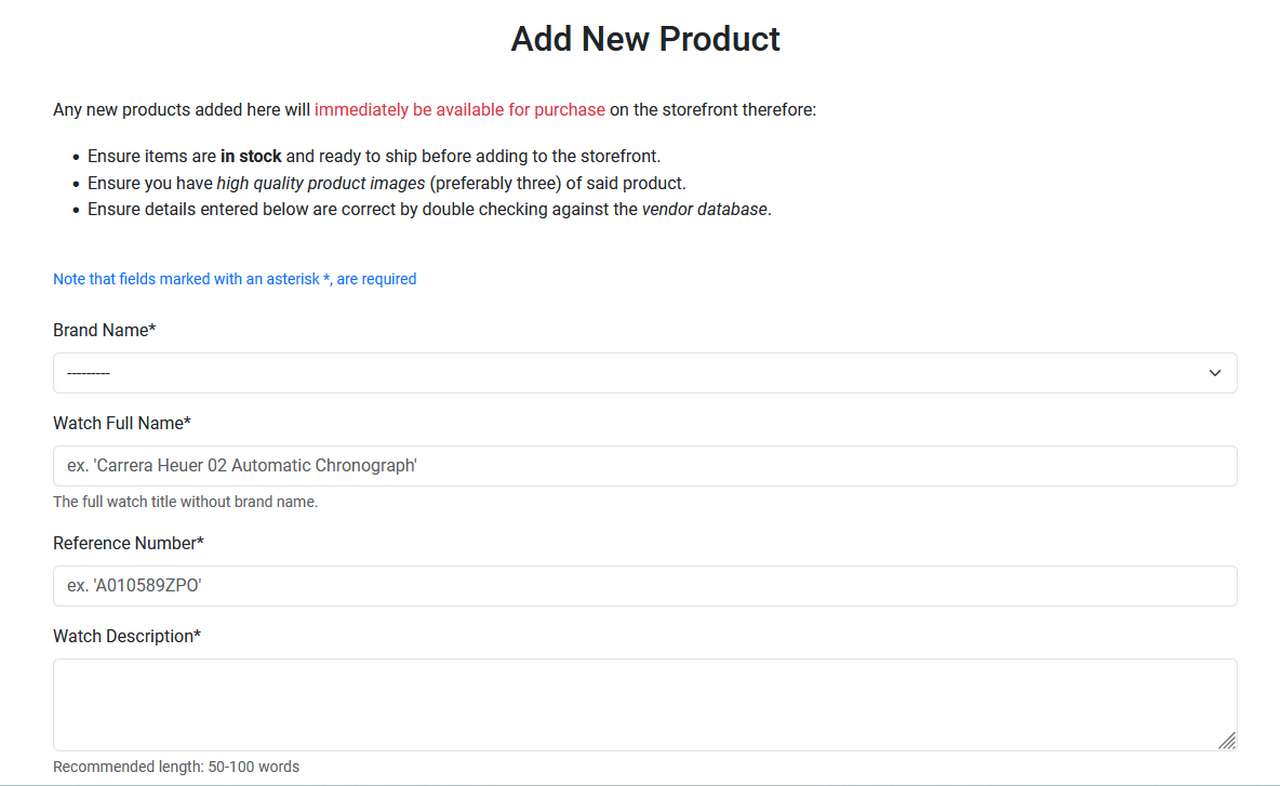 Add New Product
Any new products added here will immediately be available for purchase on the storefront therefore:
• Ensure items are in stock and ready to ship before adding to the storefront.
• Ensure you have high quality product images (preferably three) of said product.
• Ensure details entered below are correct by double checking against the vendor database.
Note that fields marked with an asterisk *, are required
Brand Name*
---------
Watch Full Name*
ex. 'Carrera Heuer 02 Automatic Chronograph'
The full watch title without brand name.
Reference Number*
ex. 'A010589ZPO'
Watch Description*
Recommended length: 50-100 words